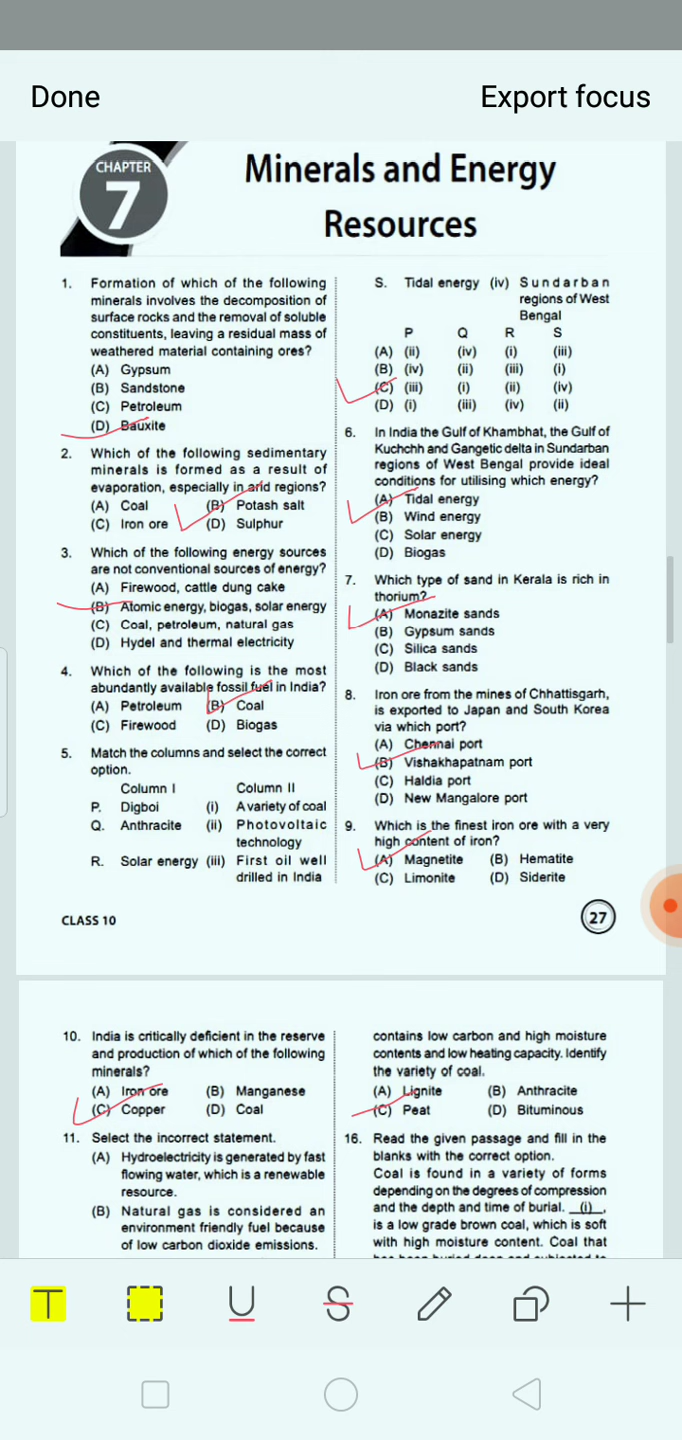 Done
Export focus
CHAPTER
7
Minerals and Energy
Resources
1. Formation of which of the following
minerals involves the decomposition of
surface rocks and the removal of soluble
constituents, leaving a residual mass of
weathered material containing ores?
(A) Gypsum
(B) Sandstone
(C) Petroleum
(D) Bauxite
2. Which of the following sedimentary
minerals is formed as a result of
evaporation, especially in arid regions?
(A) Coal (B) Potash salt
(C) Iron ore (D) Sulphur
3. Which of the following energy sources
are not conventional sources of energy?
(A) Firewood, cattle dung cake
(B) Atomic energy, biogas, solar energy
(C) Coal, petroleum, natural gas
(D) Hydel and thermal electricity
4. Which of the following is the most
abundantly available fossil fuel in India?
(A) Petroleum (B) Coal
(C) Firewood (D) Biogas
5. Match the columns and select the correct
option.
Column I Column II
P. Digboi (i) A variety of coal
Q. Anthracite (ii) Photovoltaic
technology
R. Solar energy (iii) First oil well
drilled in India
S. Tidal energy (iv) Sundarban
regions of West
Bengal
P Q R S
(A) (ii) (iv) (i) (iii)
(B) (iv) (ii) (iii) (i)
(C) (iii) (i) (ii) (iv)
(D) (i) (iii) (iv) (ii)
6. In India the Gulf of Khambhat, the Gulf of
Kuchchh and Gangetic delta in Sundarban
regions of West Bengal provide ideal
conditions for utilising which energy?
(A) Tidal energy
(B) Wind energy
(C) Solar energy
(D) Biogas
7. Which type of sand in Kerala is rich in
thorium?
(A) Monazite sands
(B) Gypsum sands
(C) Silica sands
(D) Black sands
8. Iron ore from the mines of Chhattisgarh,
is exported to Japan and South Korea
via which port?
(A) Chennai port
(B) Vishakhapatnam port
(C) Haldia port
(D) New Mangalore port
9. Which is the finest iron ore with a very
high content of iron?
(A) Magnetite (B) Hematite
(C) Limonite (D) Siderite
CLASS 10
27
10. India is critically deficient in the reserve
and production of which of the following
minerals?
(A) Iron ore (B) Manganese
(C) Copper (D) Coal
11. Select the incorrect statement.
(A) Hydroelectricity is generated by fast
flowing water, which is a renewable
resource.
(B) Natural gas is considered an
environment friendly fuel because
of low carbon dioxide emissions.
contains low carbon and high moisture
contents and low heating capacity. Identify
the variety of coal.
(A) Lignite (B) Anthracite
(C) Peat (D) Bituminous
16. Read the given passage and fill in the
blanks with the correct option.
Coal is found in a variety of forms
depending on the degrees of compression
and the depth and time of burial. __(i)__,
is a low grade brown coal, which is soft
with high moisture content. Coal that
T
U
S